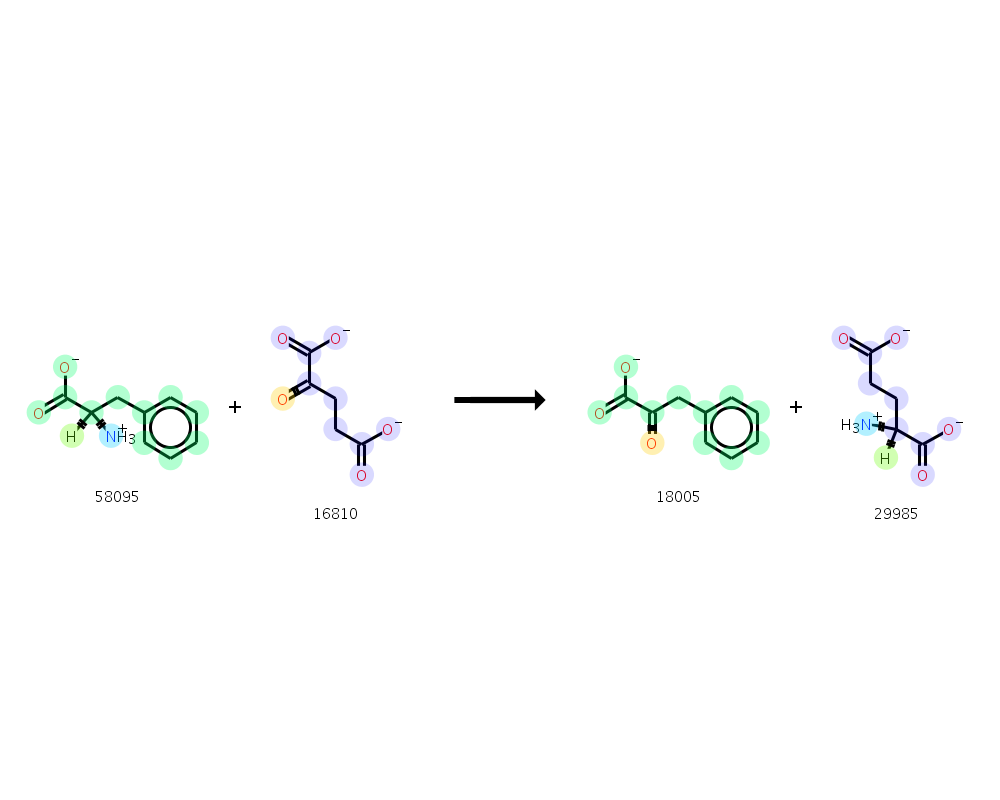 O⁻ O H NH₃⁺
+
O O⁻ O O⁻ O
O⁻ O O
+
O O⁻ H₃N⁺ H O⁻ O
58095
16810
18005
29985